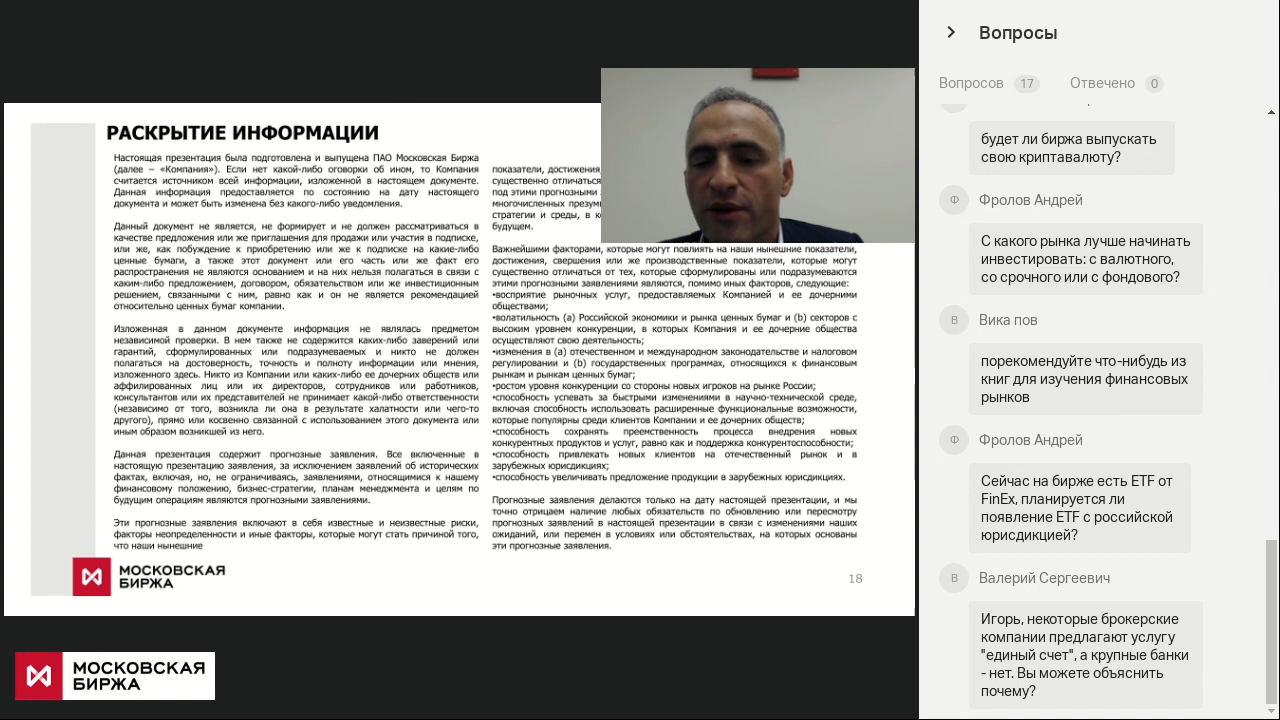 РАСКРЫТИЕ ИНФОРМАЦИИ
Настоящая презентация была подготовлена и выпущена ПАО Московская Биржа
(далее – «Компания»). Если нет какой-либо оговорки об ином, то Компания
считается источником всей информации, изложенной в настоящем документе.
Данная информация предоставляется по состоянию на дату настоящего
документа и может быть изменена без какого-либо уведомления.
Данный документ не является, не формирует и не должен рассматриваться в
качестве предложения или же приглашения для продажи или участия в подписке,
или же, как побуждение к приобретению или же к подписке на какие-либо
ценные бумаги, а также этот документ или его часть или же факт его
распространения не являются основанием и на них нельзя полагаться в связи с
каким-либо предложением, договором, обязательством или же инвестиционным
решением, связанными с ним, равно как и он не является рекомендацией
относительно ценных бумаг компании.
Изложенная в данном документе информация не являлась предметом
независимой проверки. В нем также не содержится каких-либо заверений или
гарантий, сформулированных или подразумеваемых и никто не должен
полагаться на достоверность, точность и полноту информации или мнения,
изложенного здесь. Никто из Компании или каких-либо ее дочерних обществ или
аффилированных лиц или их директоров, сотрудников или работников,
консультантов или их представителей не принимает какой-либо ответственности
(независимо от того, возникла ли она в результате халатности или чего-то
другого), прямо или косвенно связанной с использованием этого документа или
иным образом возникшей из него.
Данная презентация содержит прогнозные заявления. Все включенные в
настоящую презентацию заявления, за исключением заявлений об исторических
фактах, включая, но, не ограничиваясь, заявлениями, относящимися к нашему
финансовому положению, бизнес-стратегии, планам менеджмента и целям по
будущим операциям являются прогнозными заявлениями.
Эти прогнозные заявления включают в себя известные и неизвестные риски,
факторы неопределенности и иные факторы, которые могут стать причиной того,
что наши нынешние
показатели, достижения,
существенно отличаться
под этими прогнозными
многочисленных презум
стратегии и среды, в к
будущем.
Важнейшими факторами, которые могут повлиять на наши нынешние показатели,
достижения, свершения или же производственные показатели, которые могут
существенно отличаться от тех, которые сформулированы или подразумеваются
этими прогнозными заявлениями являются, помимо иных факторов, следующие:
•восприятие рыночных услуг, предоставляемых Компанией и ее дочерними
обществами;
•волатильность (а) Российской экономики и рынка ценных бумаг и (b) секторов с
высоким уровнем конкуренции, в которых Компания и ее дочерние общества
осуществляют свою деятельность;
•изменения в (а) отечественном и международном законодательстве и налоговом
регулировании и (b) государственных программах, относящихся к финансовым
рынкам и рынкам ценных бумаг;
•ростом уровня конкуренции со стороны новых игроков на рынке России;
•способность успевать за быстрыми изменениями в научно-технической среде,
включая способность использовать расширенные функциональные возможности,
которые популярны среди клиентов Компании и ее дочерних обществ;
•способность сохранять преемственность процесса внедрения новых
конкурентных продуктов и услуг, равно как и поддержка конкурентоспособности;
•способность привлекать новых клиентов на отечественный рынок и в
зарубежных юрисдикциях;
•способность увеличивать предложение продукции в зарубежных юрисдикциях.
Прогнозные заявления делаются только на дату настоящей презентации, и мы
точно отрицаем наличие любых обязательств по обновлению или пересмотру
прогнозных заявлений в настоящей презентации в связи с изменениями наших
ожиданий, или перемен в условиях или обстоятельствах, на которых основаны
эти прогнозные заявления.
МОСКОВСКАЯ
БИРЖА
18
МОСКОВСКАЯ
БИРЖА
Вопросы
Вопросов 17 Отвечено 0
будет ли биржа выпускать
свою криптавалюту?
Ф Фролов Андрей
С какого рынка лучше начинать
инвестировать: с валютного,
со срочного или с фондового?
В Вика пов
порекомендуйте что-нибудь из
книг для изучения финансовых
рынков
Ф Фролов Андрей
Сейчас на бирже есть ETF от
FinEx, планируется ли
появление ETF с российской
юрисдикцией?
В Валерий Сергеевич
Игорь, некоторые брокерские
компании предлагают услугу
"единый счет", а крупные банки
- нет. Вы можете объяснить
почему?